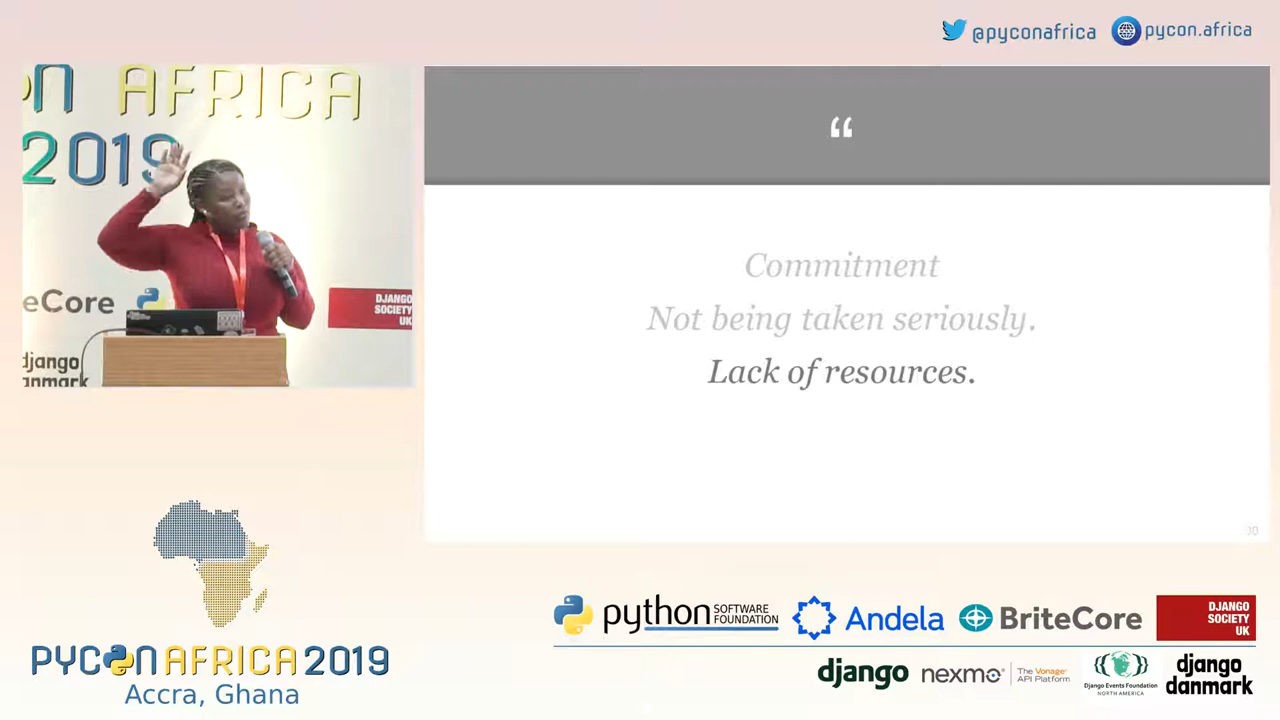 @pyconafrica
pycon.africa
ON AFRICA
2019
eCore
DJANGO
SOCIETY
UK
django
anmark
“
Commitment
Not being taken seriously.
Lack of resources.
30
PYCON AFRICA 2019
Accra, Ghana
python SOFTWARE FOUNDATION
Andela
BriteCore
DJANGO
SOCIETY
UK
django
nexmo
The Vonage API Platform
Django Events Foundation
NORTH AMERICA
django
danmark